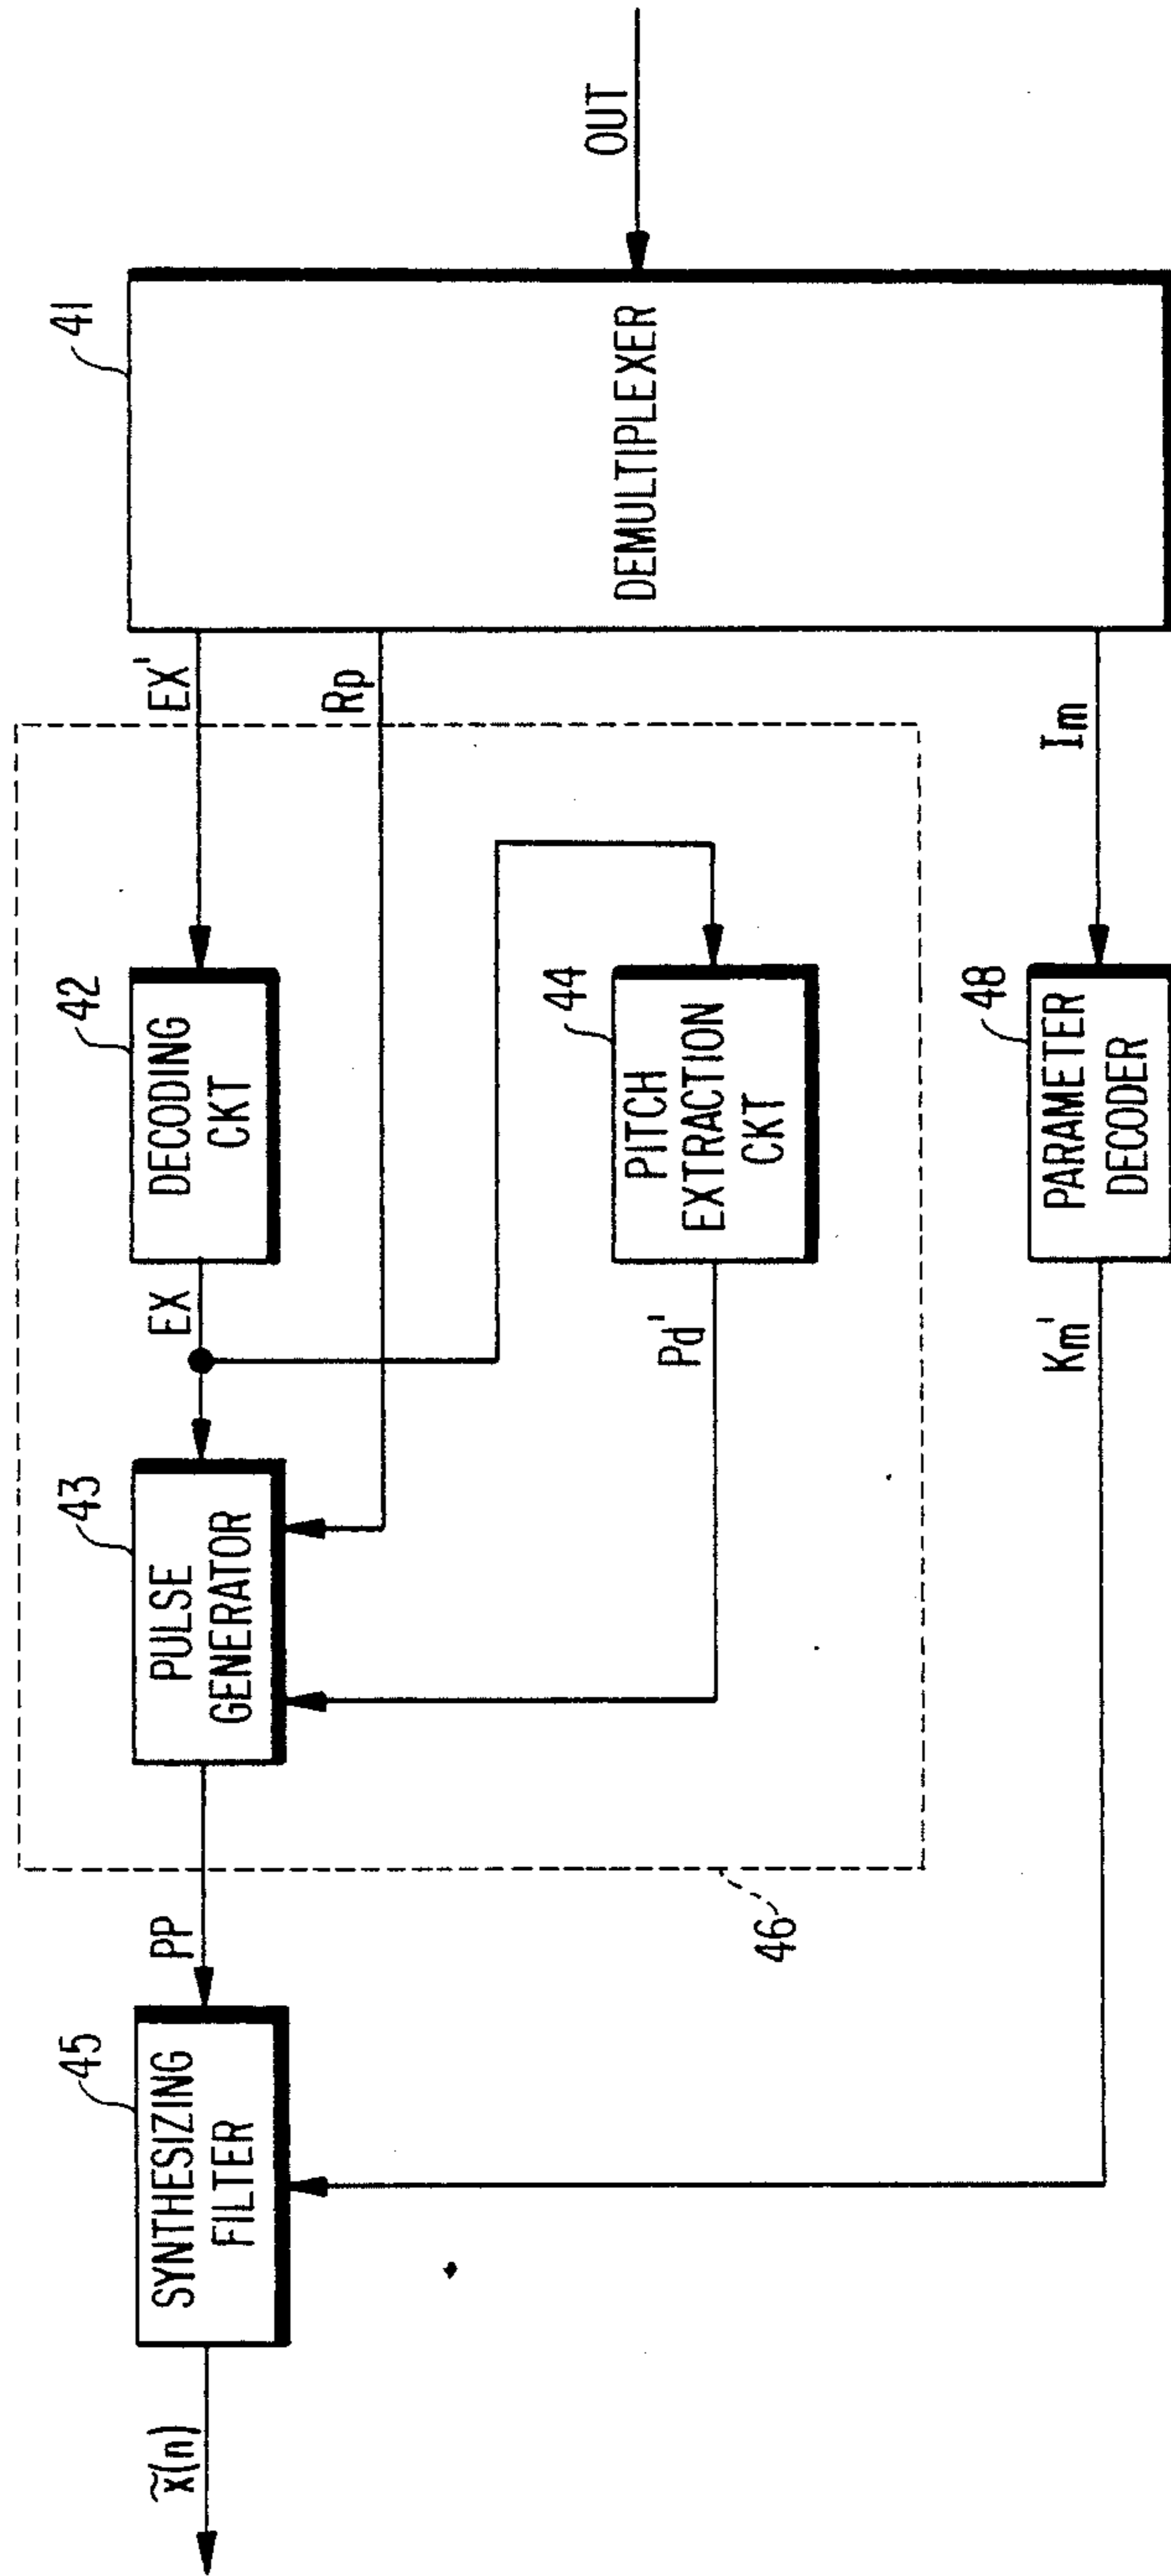 OUT
41
DEMULTIPLEXER
EX'
Rp
Im
42
DECODING
CKT
44
PITCH
EXTRACTION
CKT
48
PARAMETER
DECODER
EX
Pd'
Km'
43
PULSE
GENERATOR
46
PP
45
SYNTHESIZING
FILTER
x̃(n)